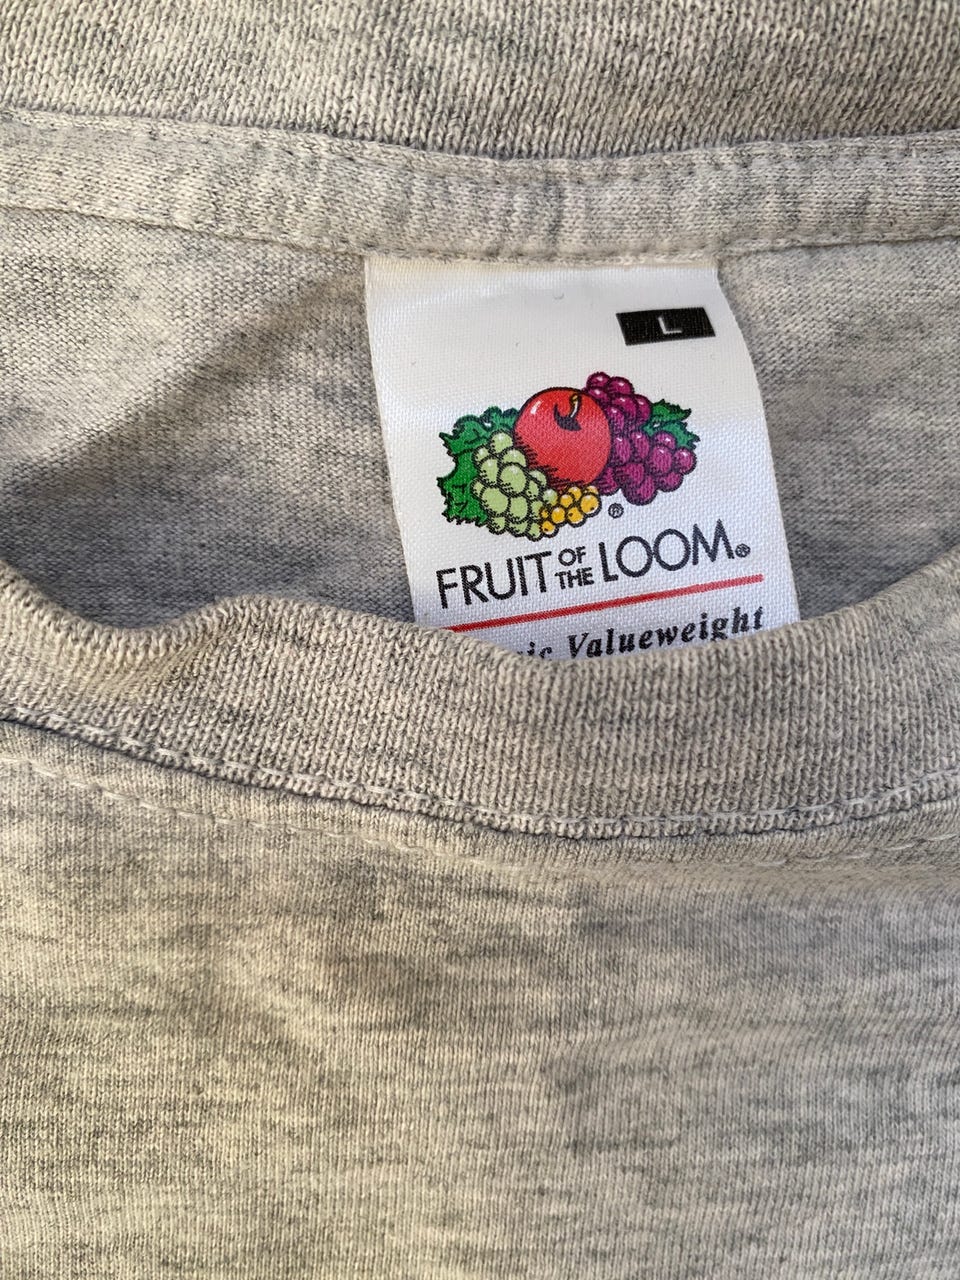 L
®
FRUIT OF THE LOOM®
Valueweight